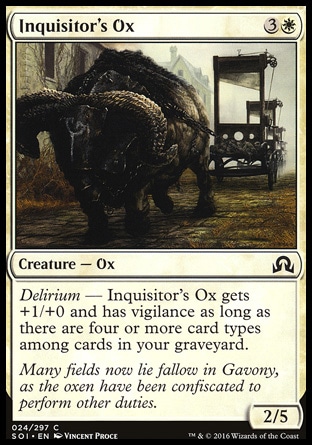 Inquisitor's Ox 3
Creature — Ox
Delirium — Inquisitor's Ox gets
+1/+0 and has vigilance as long as
there are four or more card types
among cards in your graveyard.
Many fields now lie fallow in Gavony,
as the oxen have been confiscated to
perform other duties.
2/5
024/297 C
SOI • EN VINCENT PROCE
™ & © 2016 Wizards of the Coast